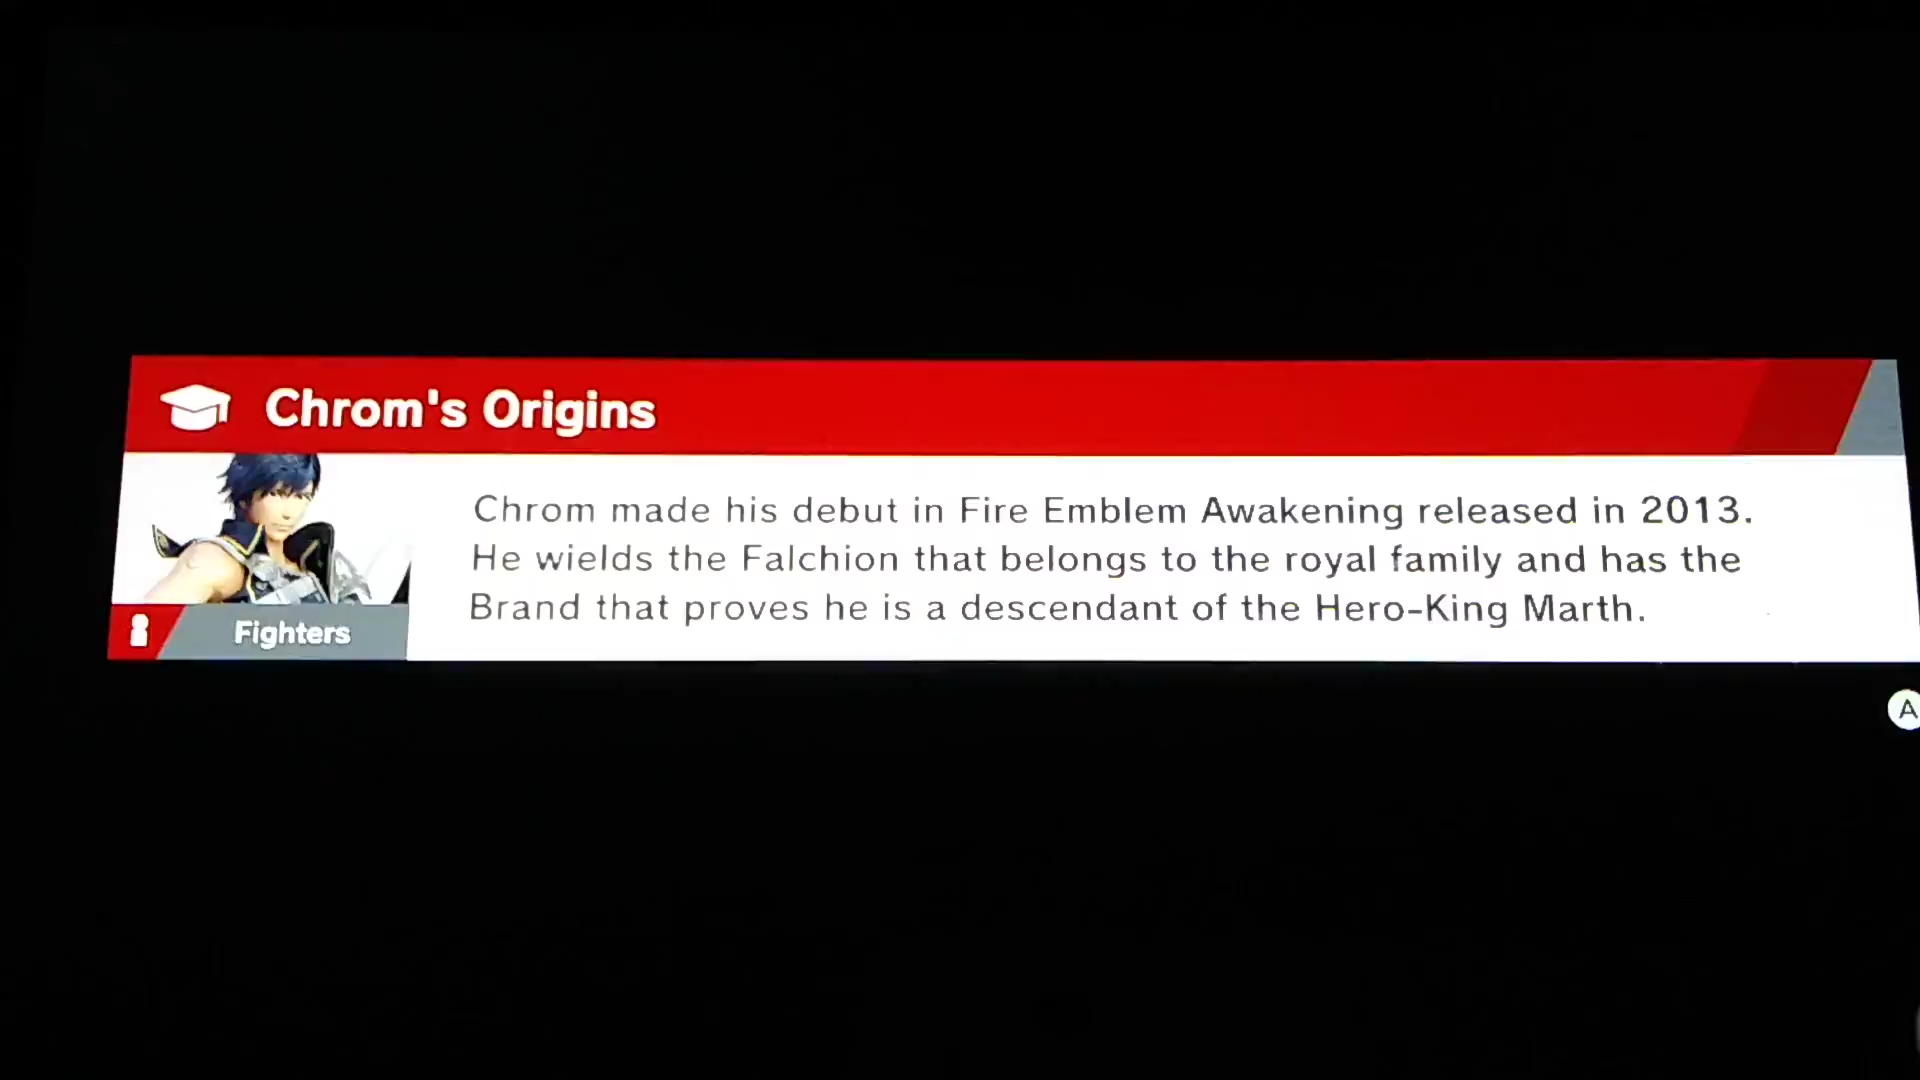 Chrom's Origins
Chrom made his debut in Fire Emblem Awakening released in 2013.
He wields the Falchion that belongs to the royal family and has the
Brand that proves he is a descendant of the Hero-King Marth.
Fighters
A